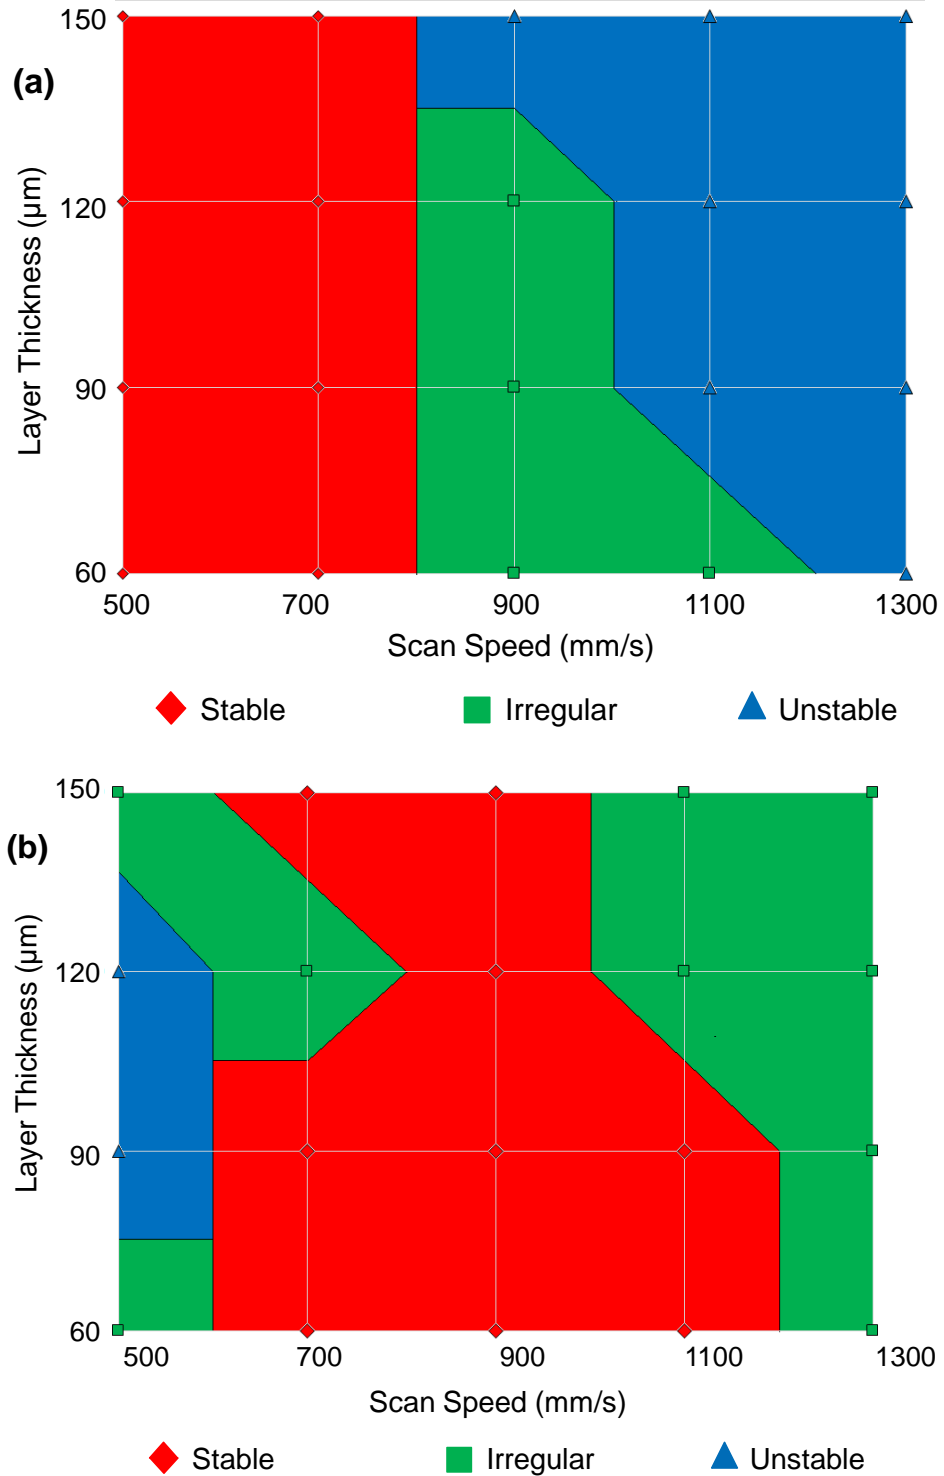 150
(a)
Layer Thickness (µm)
120
90
60
500 700 900 1100 1300
Scan Speed (mm/s)
Stable Irregular Unstable
150
(b)
Layer Thickness (µm)
120
90
60
500 700 900 1100 1300
Scan Speed (mm/s)
Stable Irregular Unstable